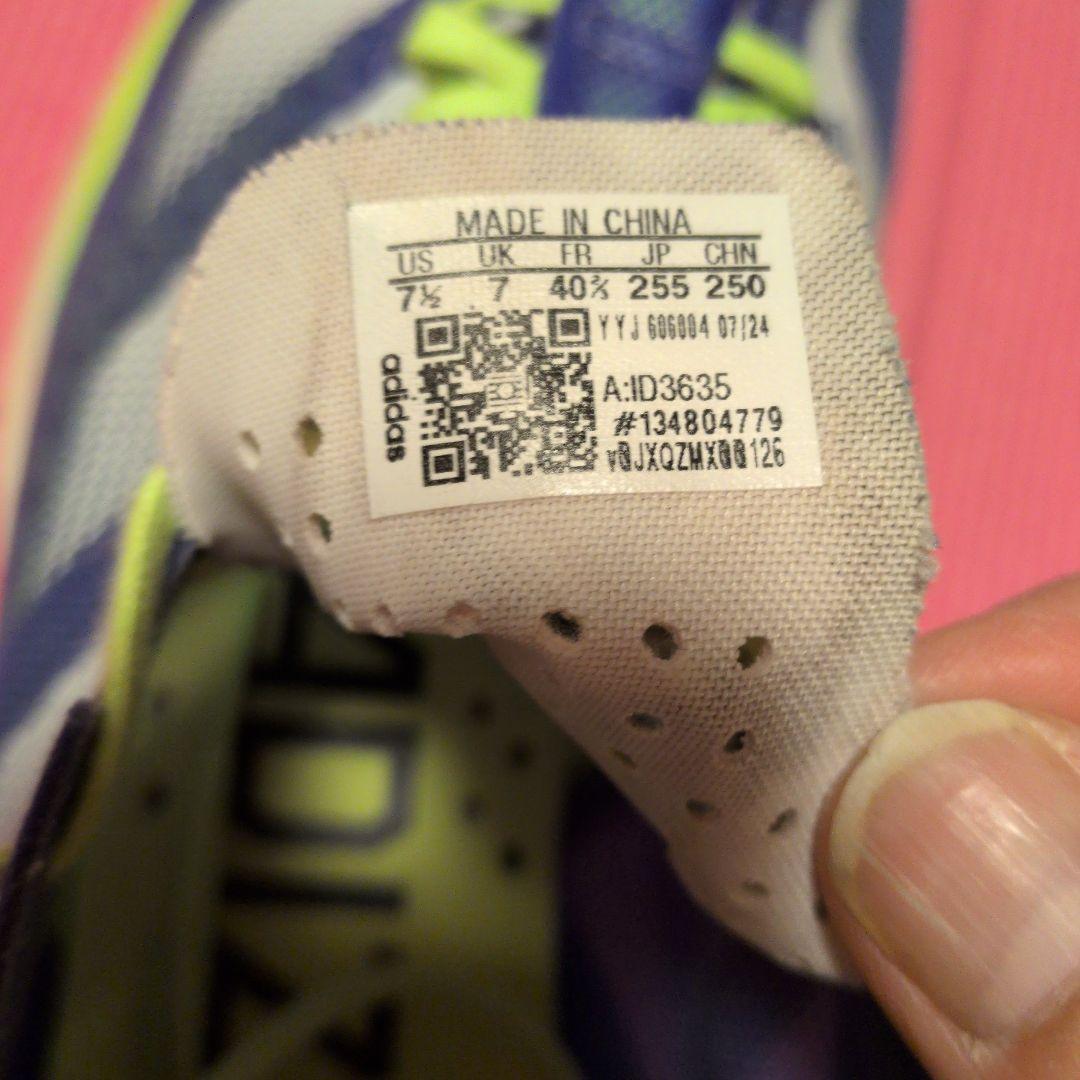 MADE IN CHINA
US UK FR JP CHN
7½ 7 40⅔ 255 250
YYJ 606004 07/24
adidas
A:ID3635
#134804779
v0JXQZMX00126